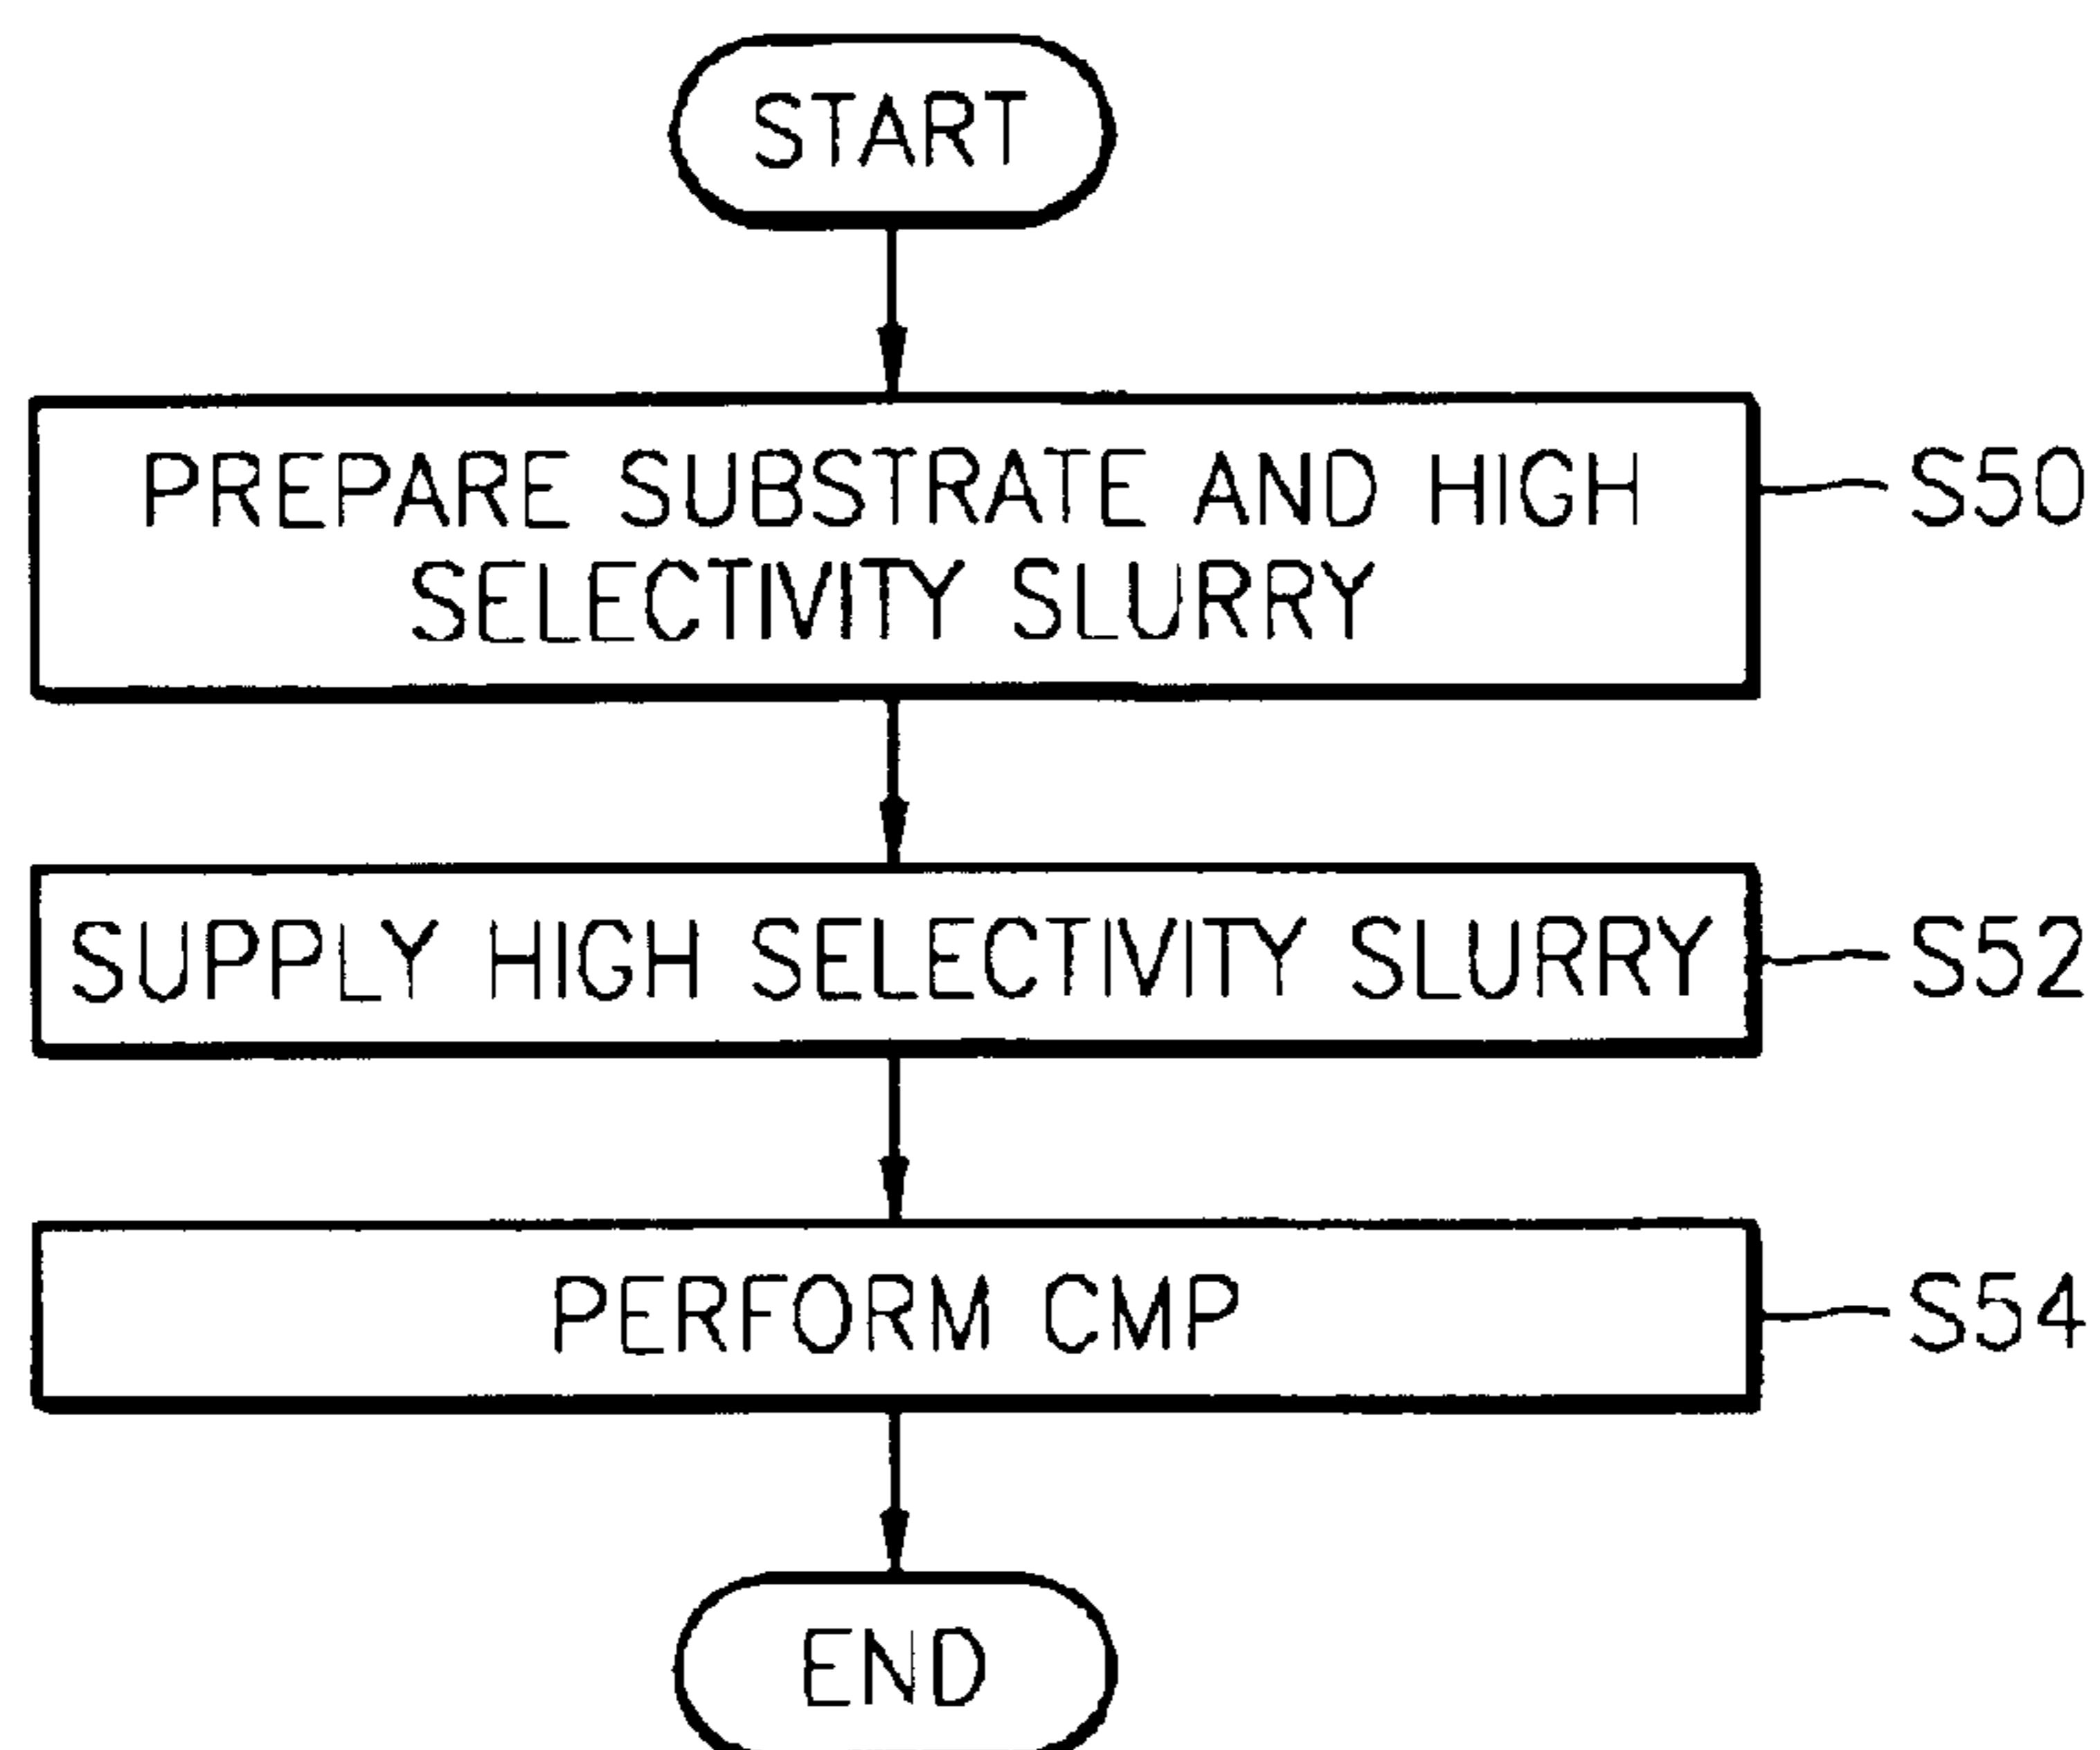 START
PREPARE SUBSTRATE AND HIGH
SELECTIVITY SLURRY
S50
SUPPLY HIGH SELECTIVITY SLURRY
S52
PERFORM CMP
S54
END